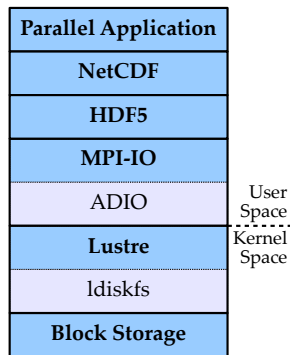 Parallel Application
NetCDF
HDF5
MPI-IO
ADIO
User
Space
Kernel
Space
Lustre
ldiskfs
Block Storage